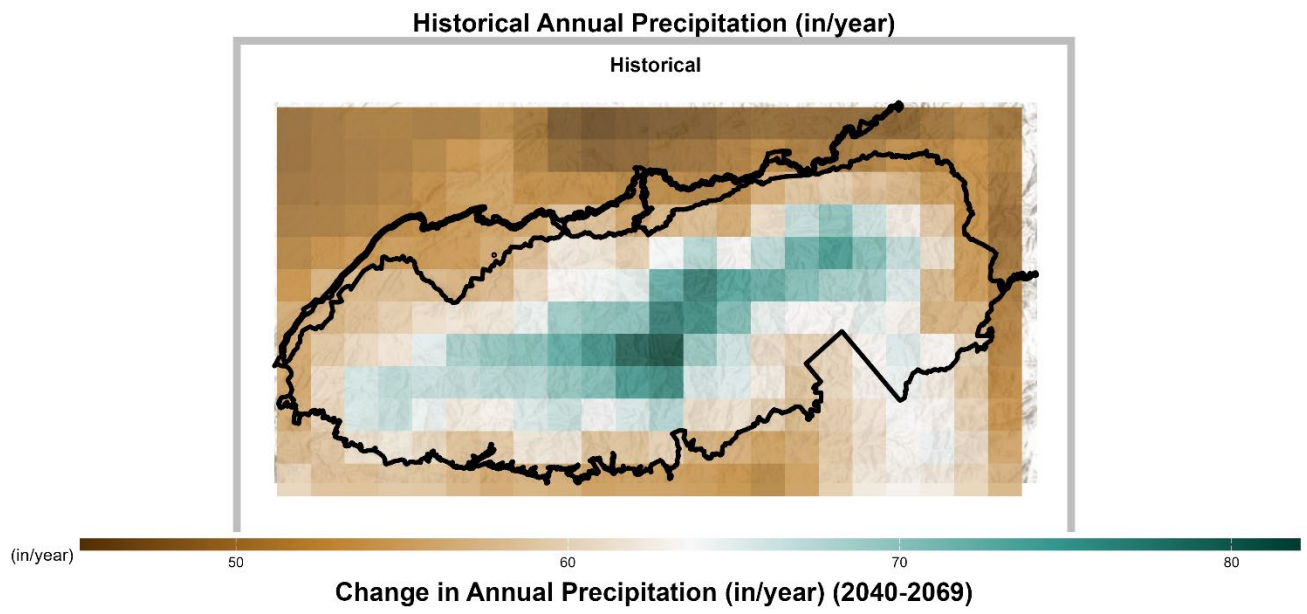 Historical Annual Precipitation (in/year)
Historical
(in/year)
50 60 70 80
Change in Annual Precipitation (in/year) (2040-2069)